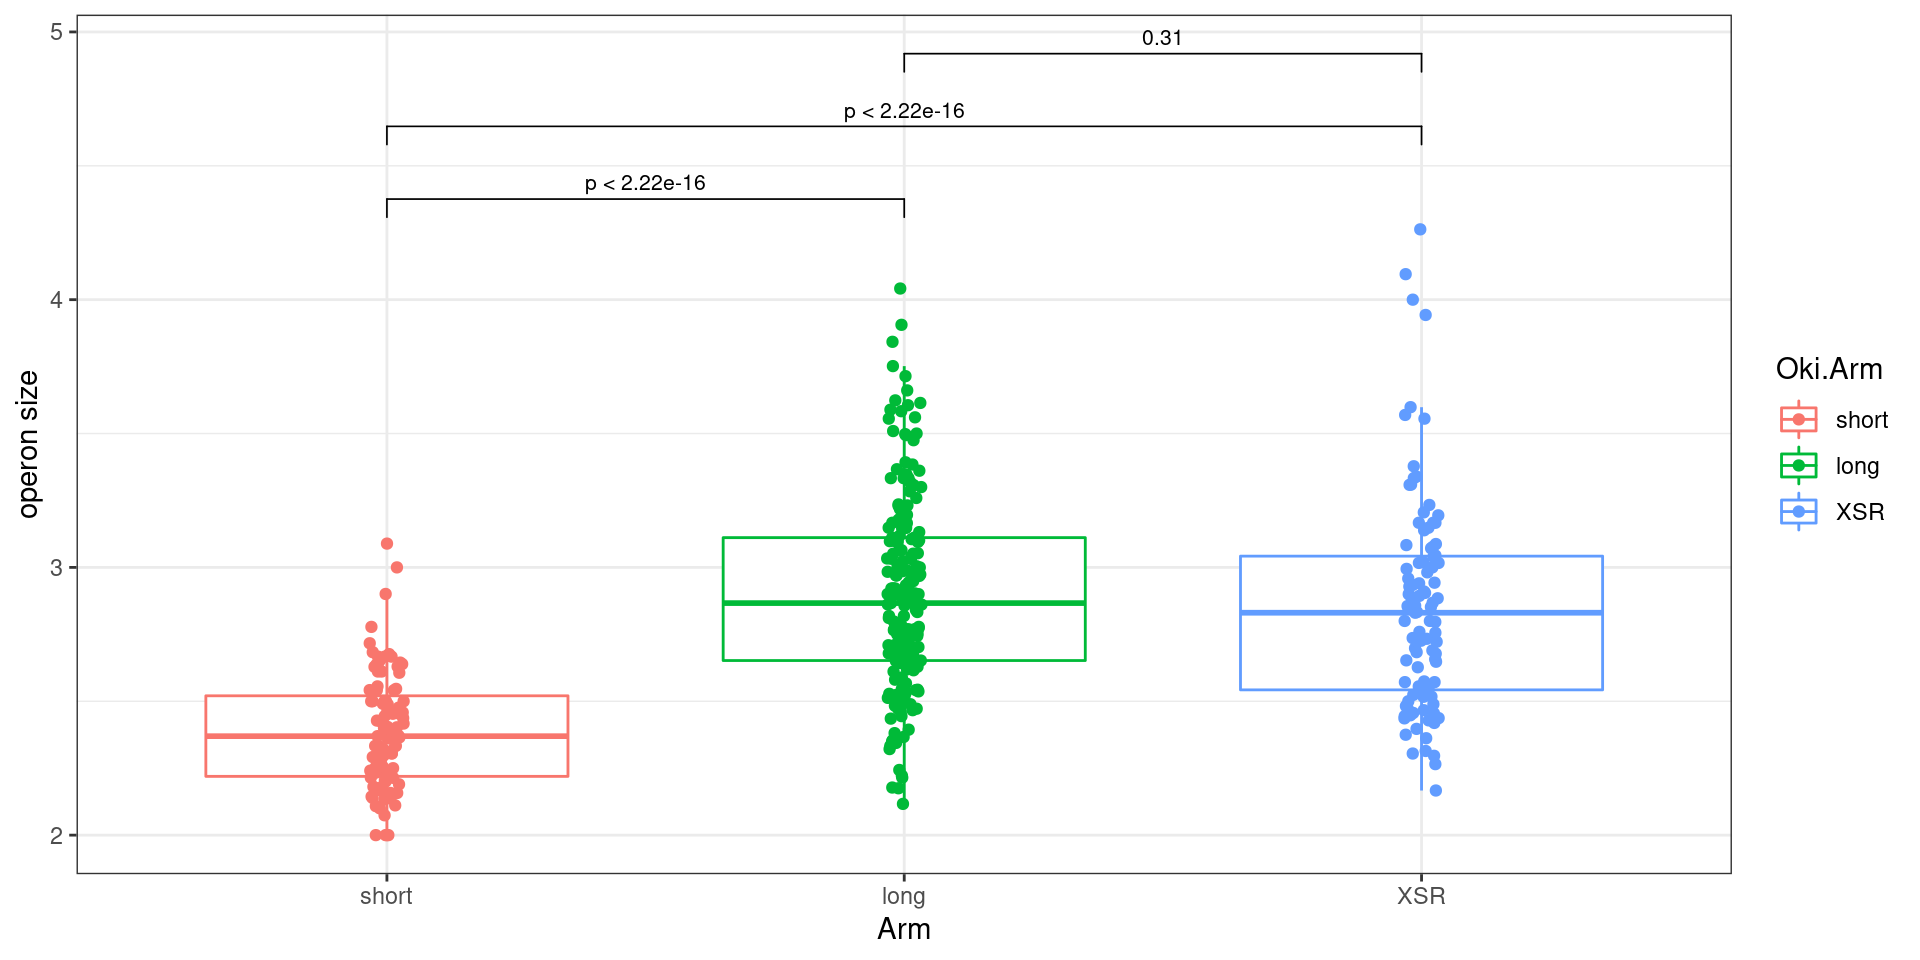 5
0.31
p < 2.22e-16
p < 2.22e-16
4
3
2
operon size
short
long
XSR
Arm
Oki.Arm
short
long
XSR